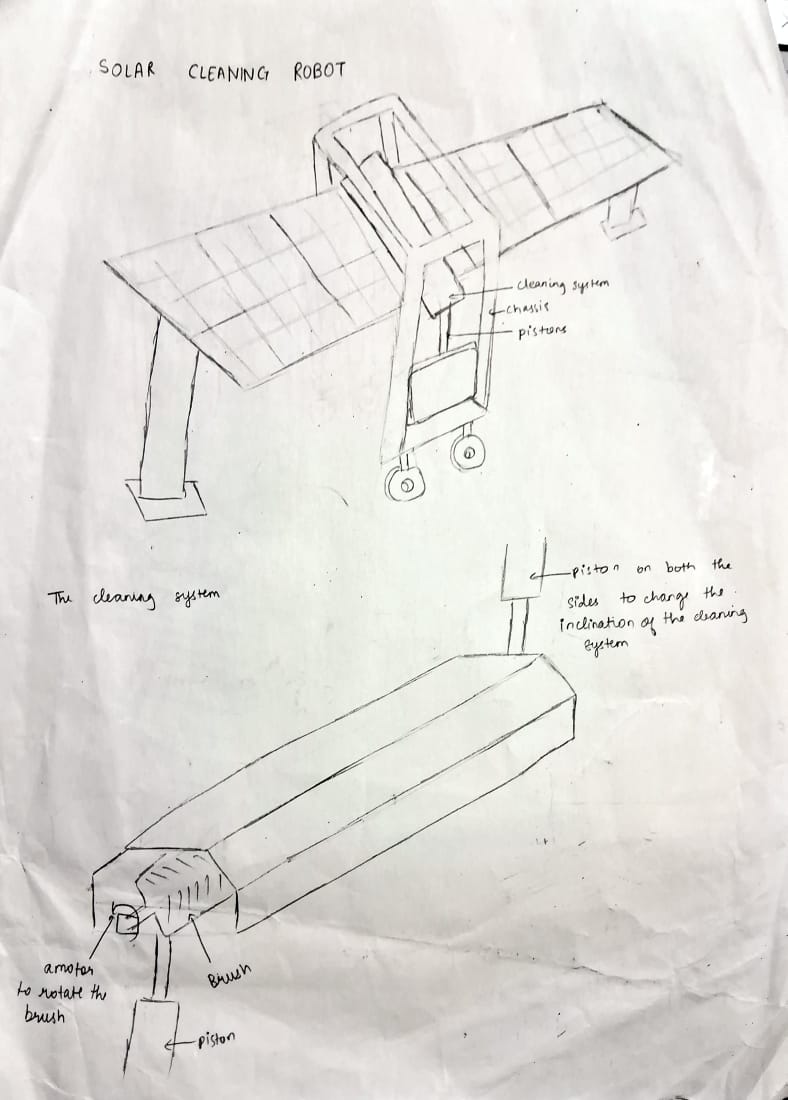 SOLAR CLEANING ROBOT
cleaning system
chassis
pistons
The cleaning system
piston on both the
sides to change the
inclination of the cleaning
system
a motor
to rotate the
brush
Brush
piston